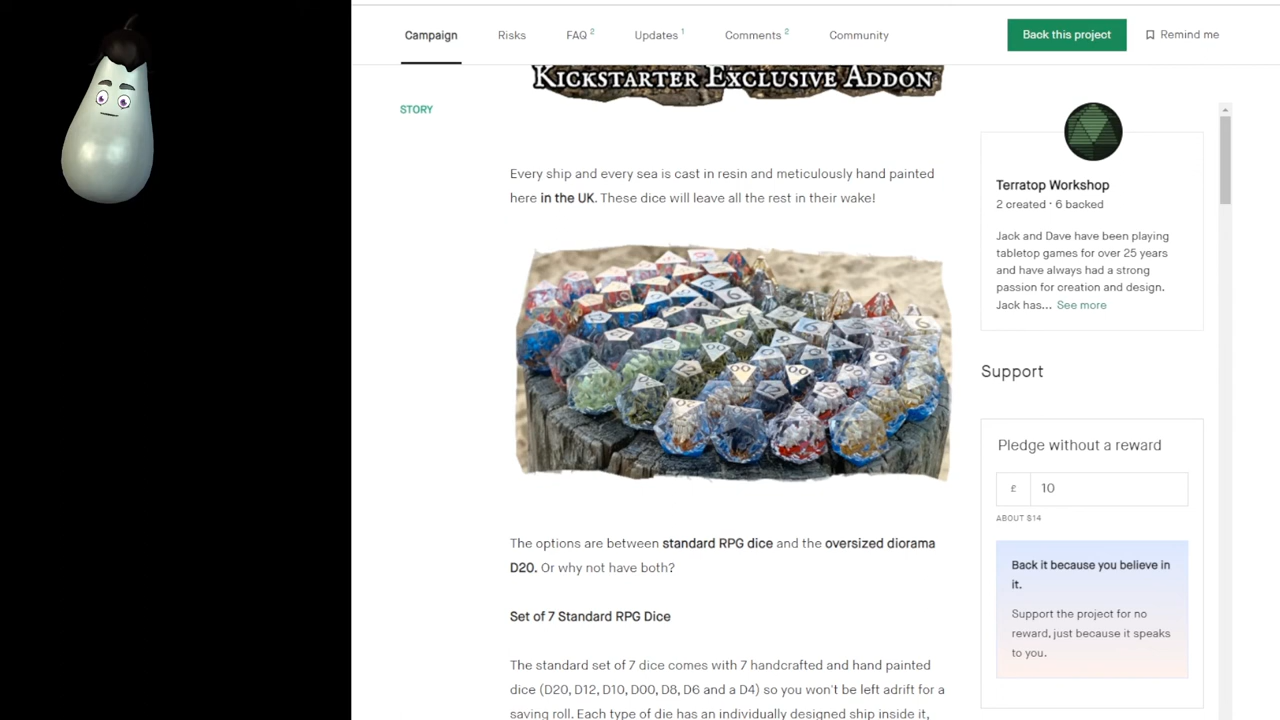 Campaign Risks FAQ 2 Updates 1 Comments 2 Community Back this project Remind me
KICKSTARTER EXCLUSIVE ADDON
STORY
Every ship and every sea is cast in resin and meticulously hand painted
here in the UK. These dice will leave all the rest in their wake!
The options are between standard RPG dice and the oversized diorama
D20. Or why not have both?
Set of 7 Standard RPG Dice
The standard set of 7 dice comes with 7 handcrafted and hand painted
dice (D20, D12, D10, D00, D8, D6 and a D4) so you won't be left adrift for a
saving roll. Each type of die has an individually designed ship inside it,
Terratop Workshop
2 created · 6 backed
Jack and Dave have been playing
tabletop games for over 25 years
and have always had a strong
passion for creation and design.
Jack has... See more
Support
Pledge without a reward
£ 10
ABOUT $14
Back it because you believe in
it.
Support the project for no
reward, just because it speaks
to you.